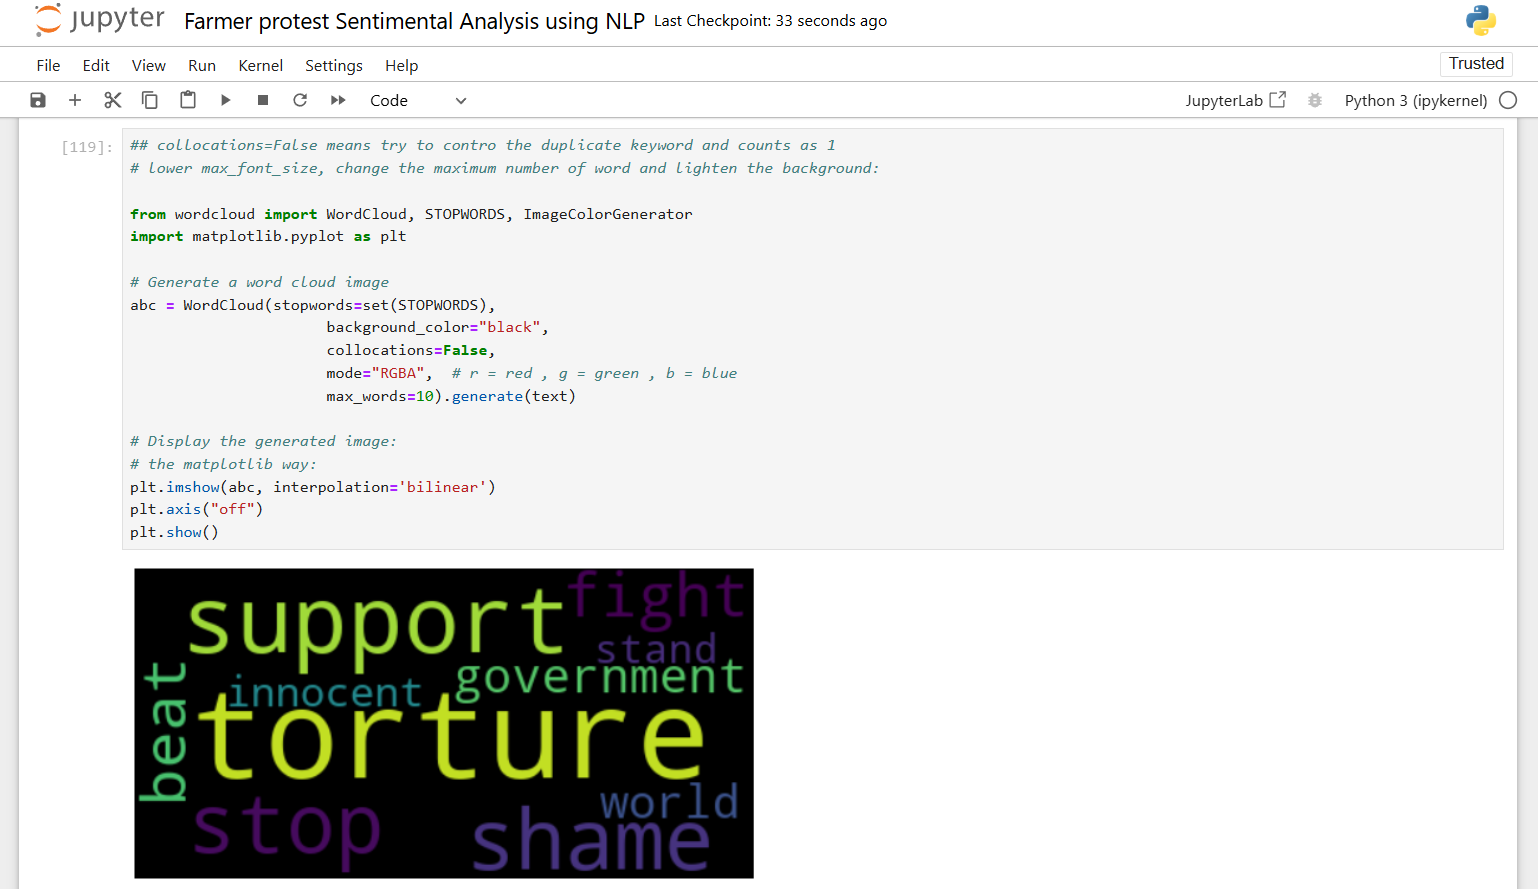 jupyter Farmer protest Sentimental Analysis using NLP Last Checkpoint: 33 seconds ago
File Edit View Run Kernel Settings Help Trusted
Code JupyterLab Python 3 (ipykernel)
[119]: ## collocations=False means try to contro the duplicate keyword and counts as 1
# lower max_font_size, change the maximum number of word and lighten the background:
from wordcloud import WordCloud, STOPWORDS, ImageColorGenerator
import matplotlib.pyplot as plt
# Generate a word cloud image
abc = WordCloud(stopwords=set(STOPWORDS),
background_color="black",
collocations=False,
mode="RGBA", # r = red , g = green , b = blue
max_words=10).generate(text)
# Display the generated image:
# the matplotlib way:
plt.imshow(abc, interpolation='bilinear')
plt.axis("off")
plt.show()
support
fight
stand
government
innocent
beat
torture
world
stop
shame